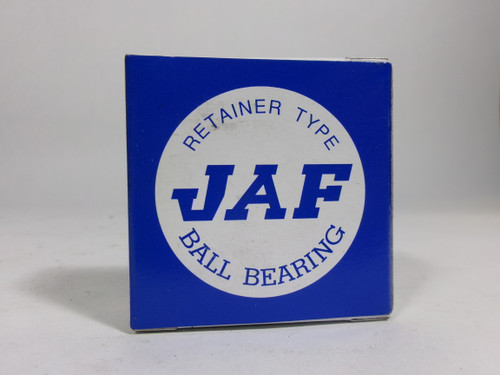 RETAINER TYPE
JAF
BALL BEARING